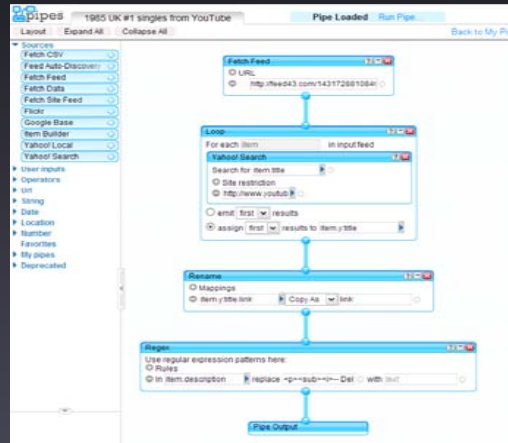 pipes
1985 UK #1 singles from YouTube
Pipe Loaded
Run Pipe...
Layout
Expand All
Collapse All
Back to My Pi
Sources
Fetch CSV
Feed Auto-Discovery
Fetch Feed
Fetch Data
Fetch Site Feed
Flickr
Google Base
Item Builder
Yahoo! Local
Yahoo! Search
User inputs
Operators
Url
String
Date
Location
Number
Favorites
My pipes
Deprecated
Fetch Feed
URL
Loop
For each item in input feed
Yahoo! Search
Search for item.title
Site restriction
http://www.youtub
emit first results
assign first results to item.y:title
Rename
Mappings
item.y:title.link Copy As link
Regex
Use regular expression patterns here:
Rules
In item.description replace <p><sub><i>-- Del with text
Pipe Output